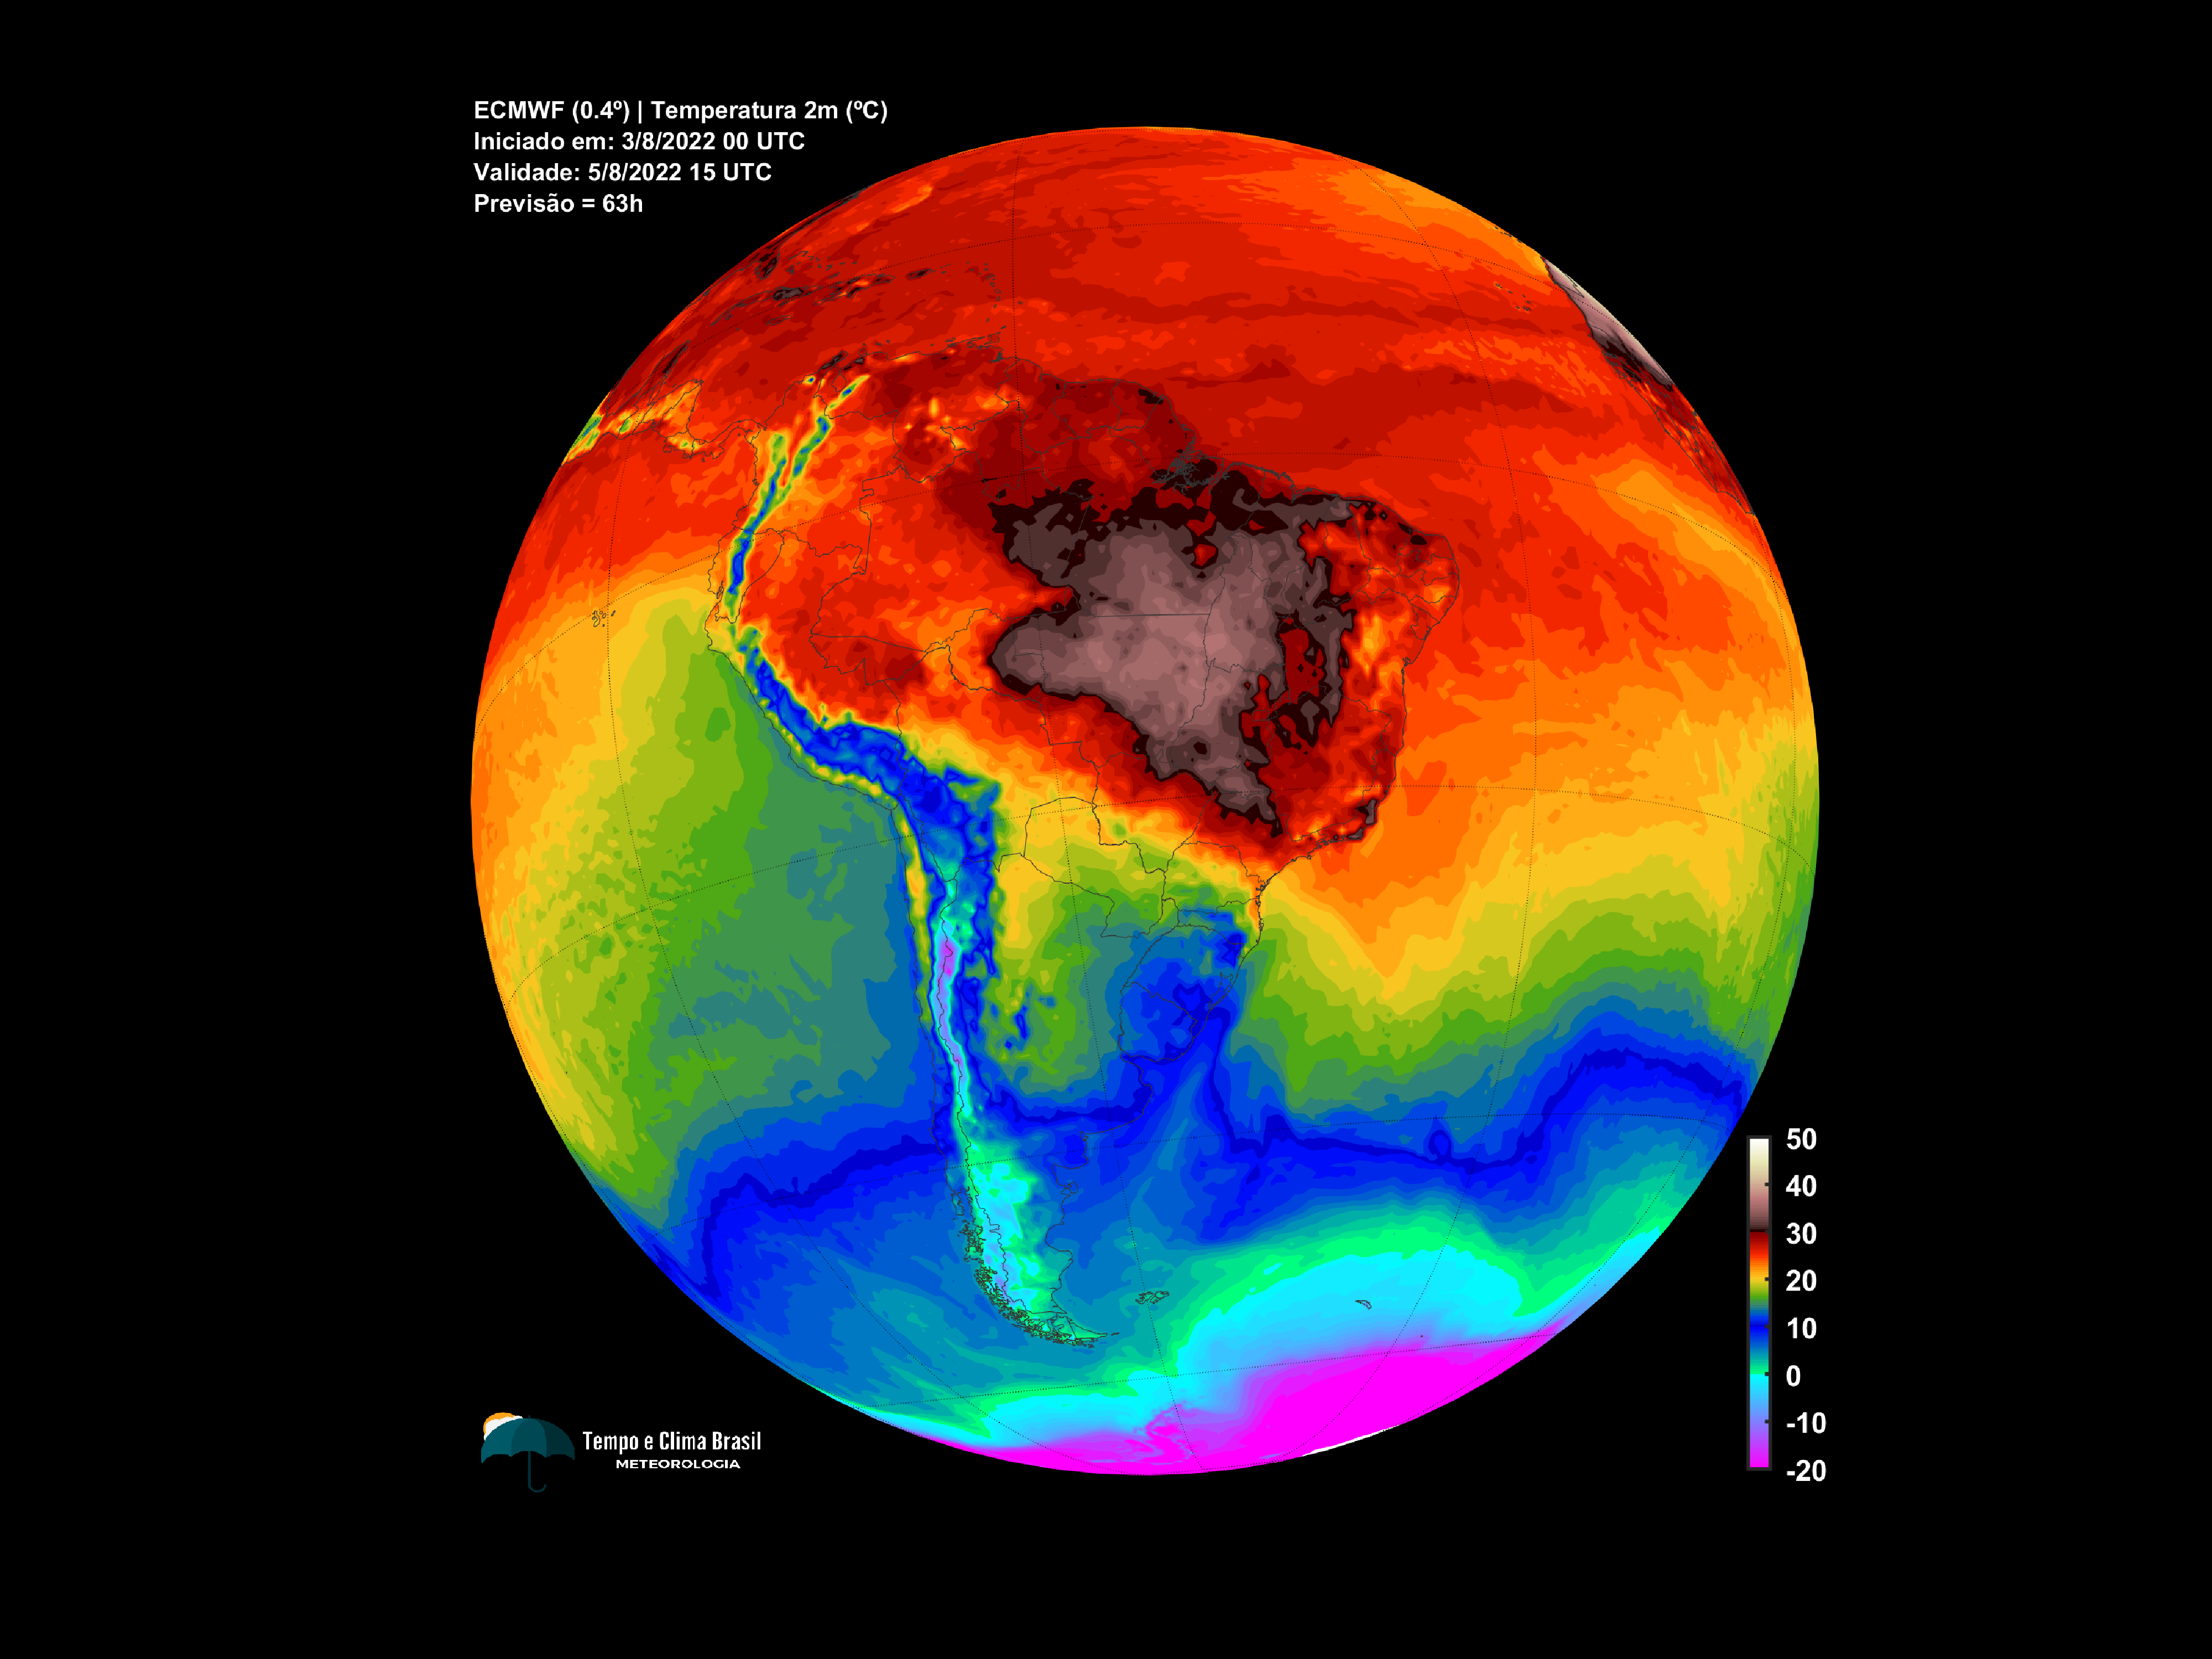 ECMWF (0.4º) | Temperatura 2m (ºC)
Iniciado em: 3/8/2022 00 UTC
Validade: 5/8/2022 15 UTC
Previsão = 63h
50
40
30
20
10
0
-10
-20
Tempo e Clima Brasil
METEOROLOGIA